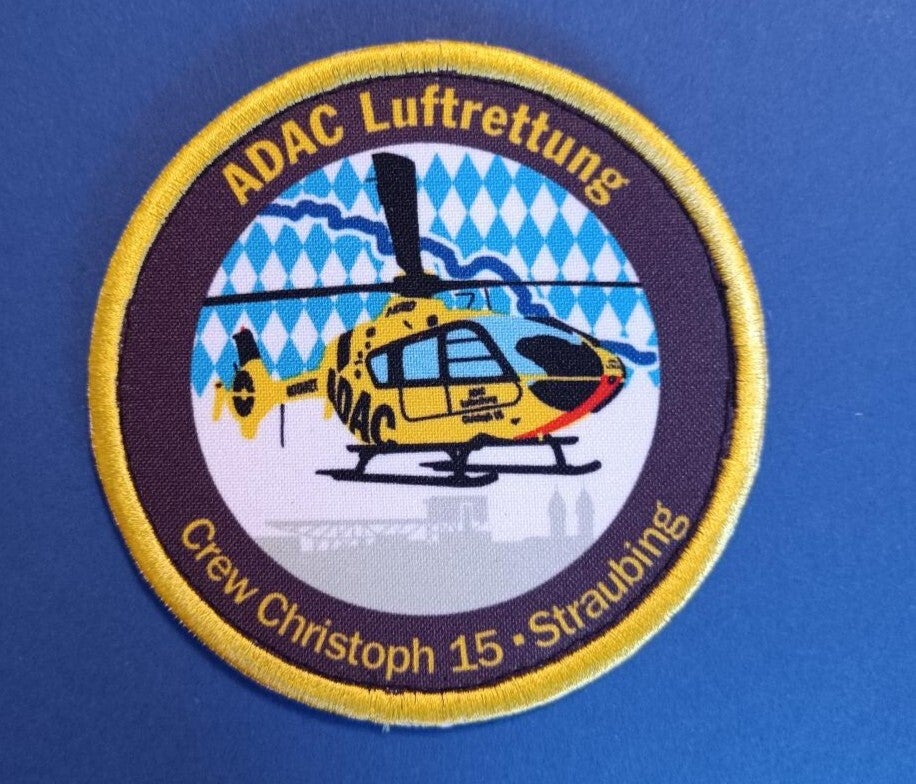 ADAC Luftrettung
ADAC
Crew Christoph 15 · Straubing